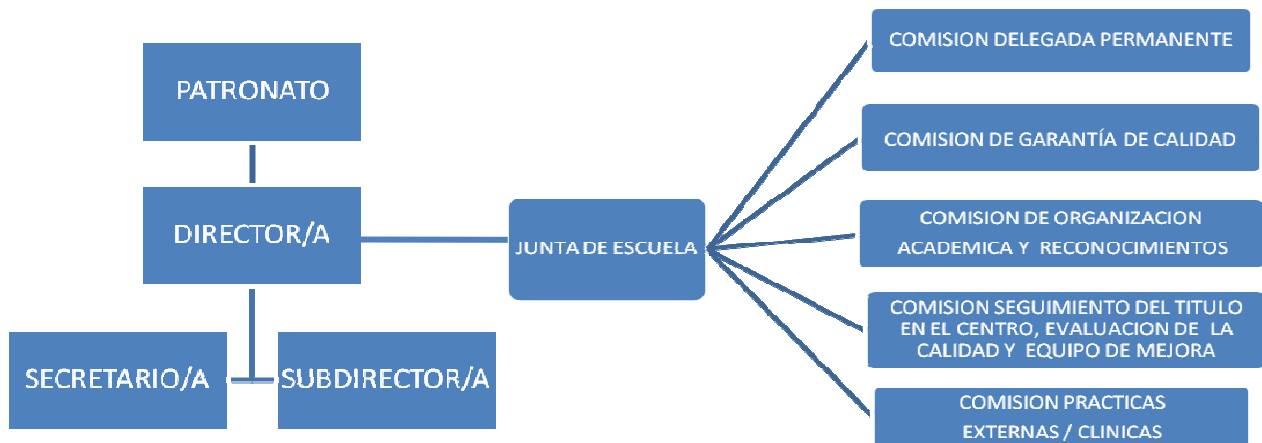 PATRONATO
DIRECTOR/A
SECRETARIO/A
SUBDIRECTOR/A
JUNTA DE ESCUELA
COMISION DELEGADA PERMANENTE
COMISION DE GARANTÍA DE CALIDAD
COMISION DE ORGANIZACION
ACADEMICA Y RECONOCIMIENTOS
COMISION SEGUIMIENTO DEL TITULO
EN EL CENTRO, EVALUACION DE LA
CALIDAD Y EQUIPO DE MEJORA
COMISION PRACTICAS
EXTERNAS / CLINICAS